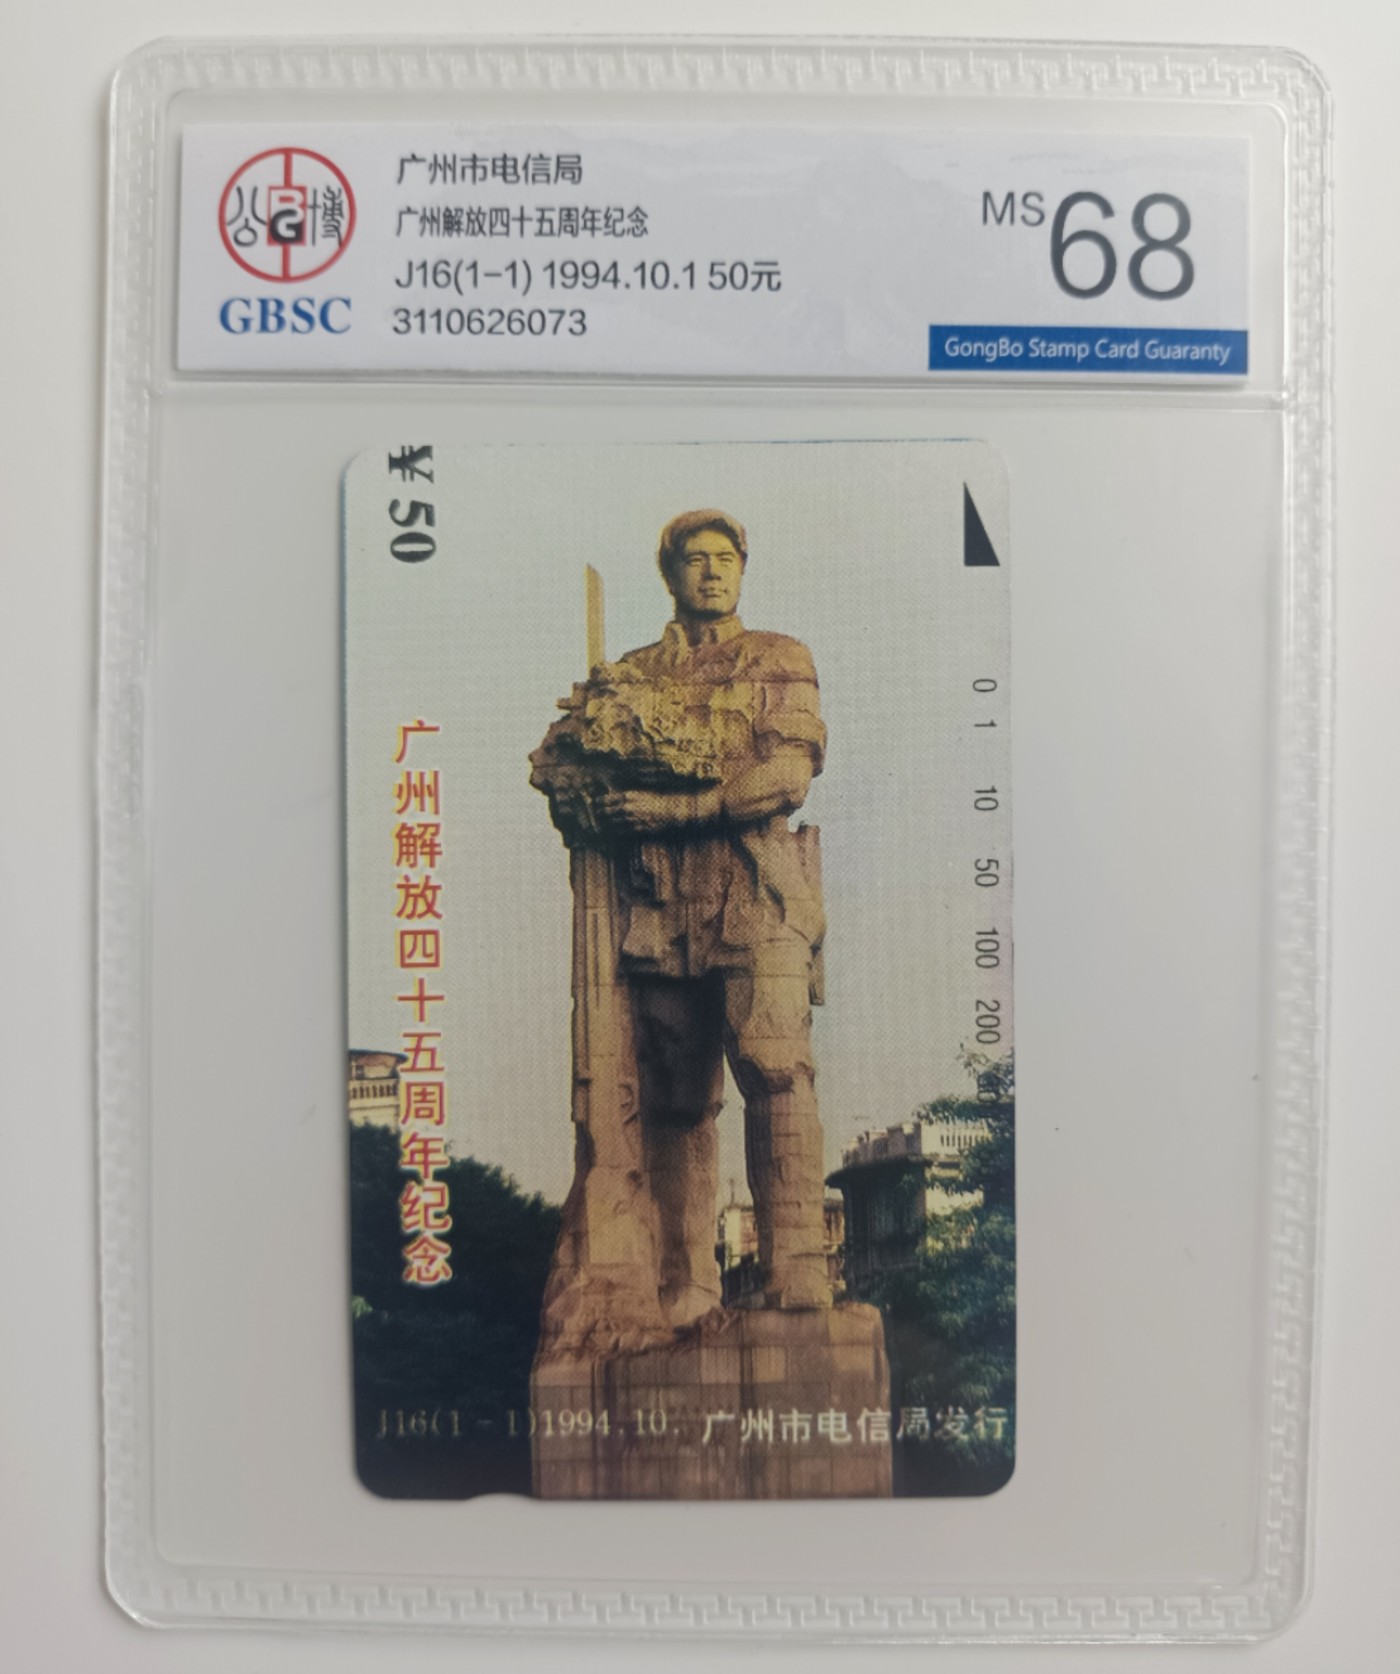 公博
BG
GBSC
广州市电信局
广州解放四十五周年纪念
J16(1-1) 1994.10.1 50元
3110626073
MS 68
GongBo Stamp Card Guaranty
¥50
广州解放四十五周年纪念
0 1 10 50 100 200
J16(1-1)1994.10. 广州市电信局发行